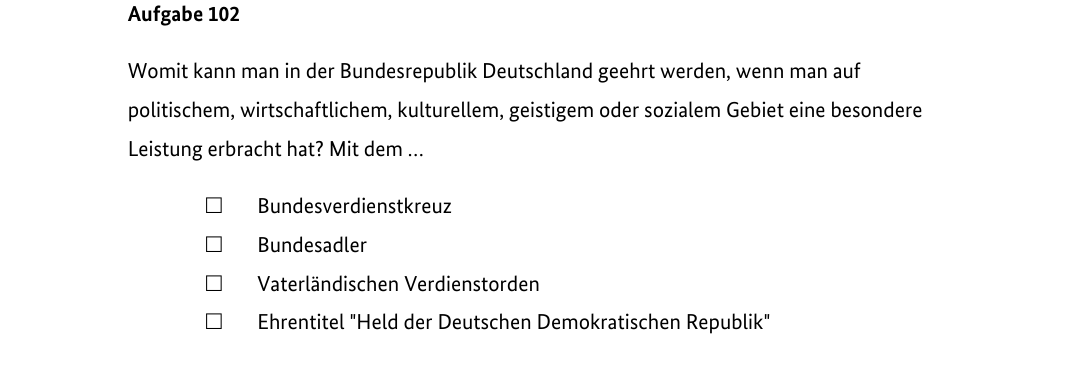 Aufgabe 102
Womit kann man in der Bundesrepublik Deutschland geehrt werden, wenn man auf
politischem, wirtschaftlichem, kulturellem, geistigem oder sozialem Gebiet eine besondere
Leistung erbracht hat? Mit dem ...
☐ Bundesverdienstkreuz
☐ Bundesadler
☐ Vaterländischen Verdienstorden
☐ Ehrentitel "Held der Deutschen Demokratischen Republik"